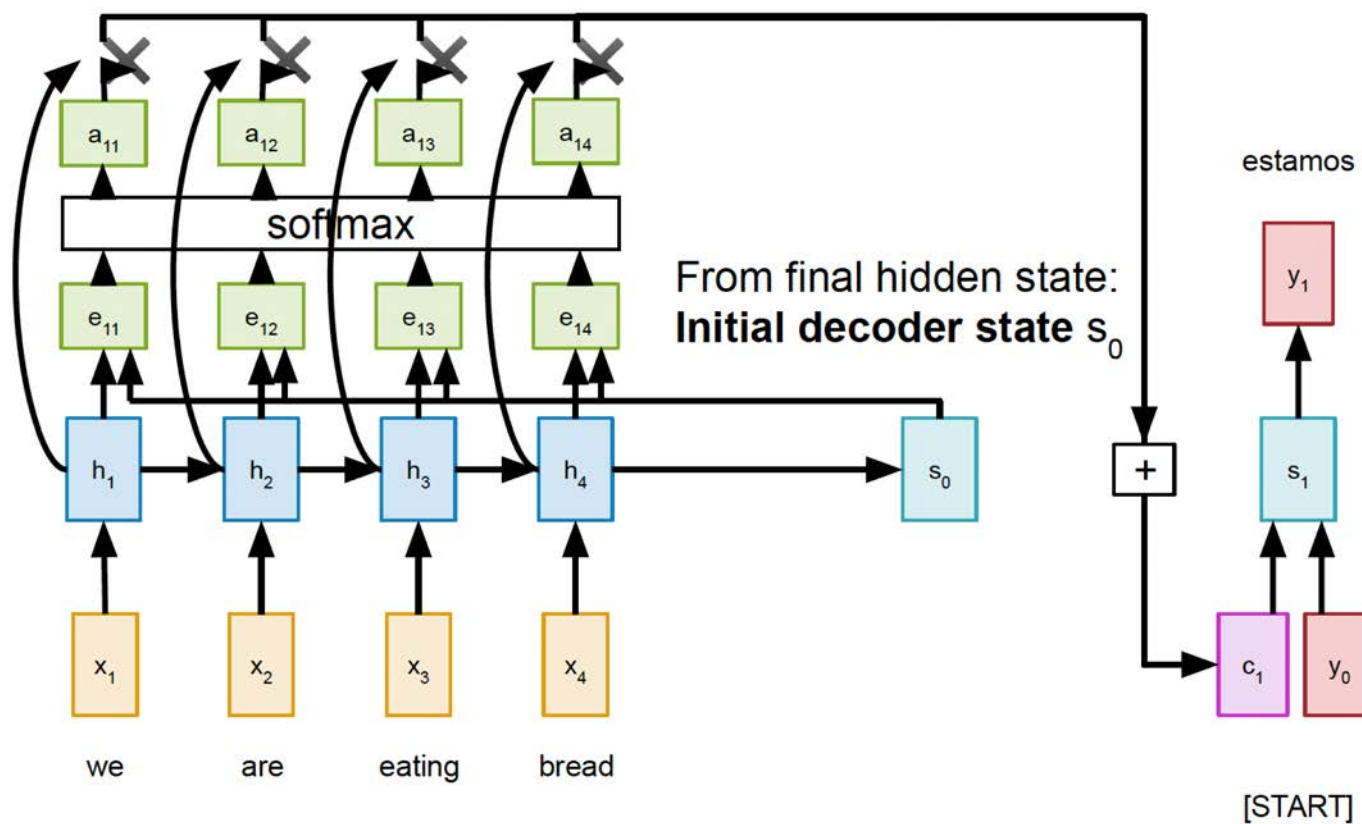 a11 a12 a13 a14
estamos
softmax
y1
From final hidden state:
e11 e12 e13 e14
Initial decoder state s0
h1 h2 h3 h4 s0 + s1
x1 x2 x3 x4 c1 y0
we are eating bread
[START]